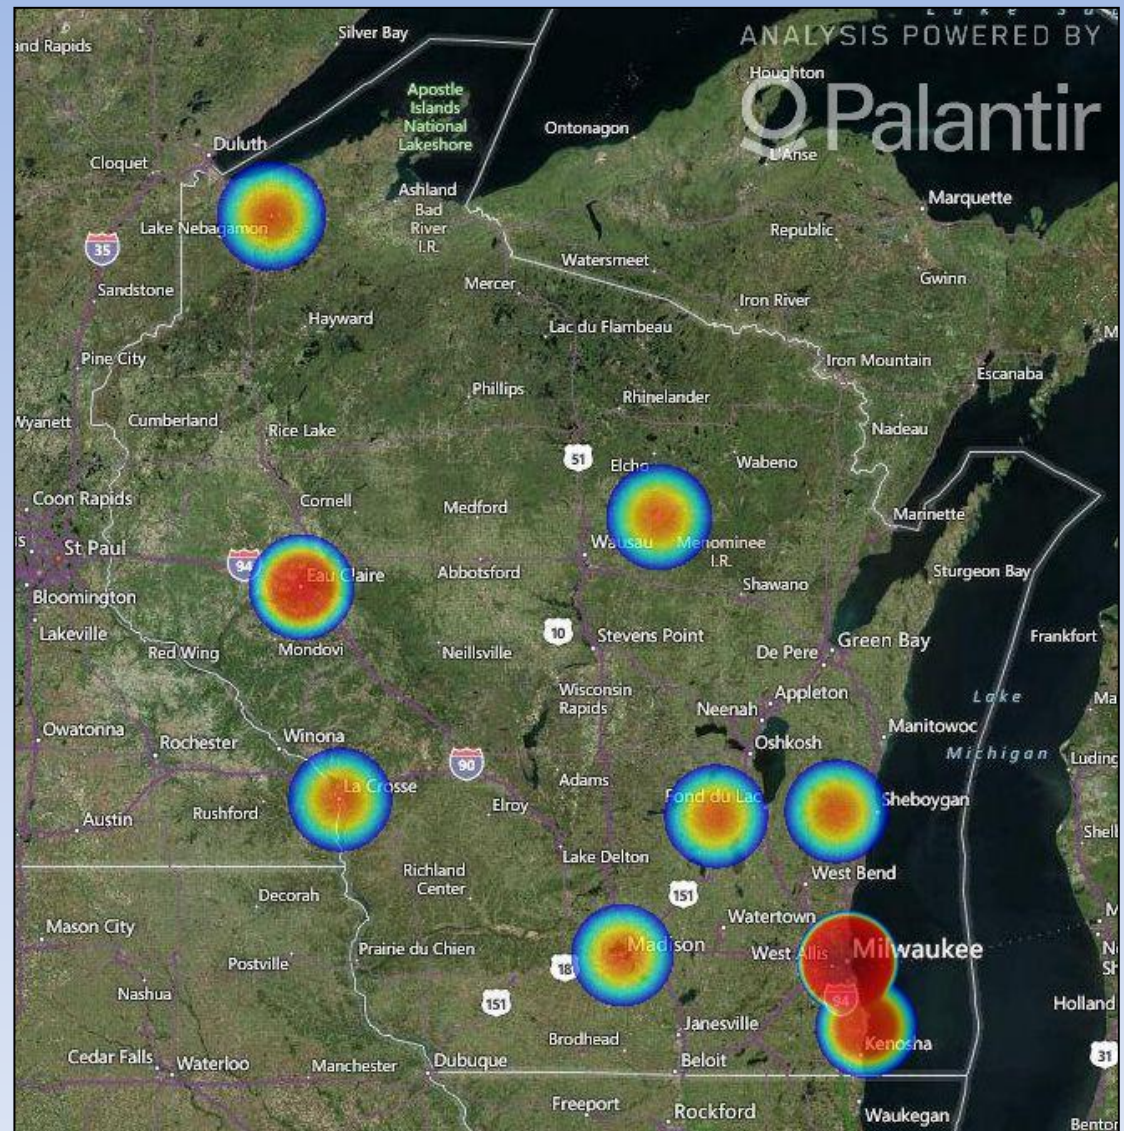 Silver Bay
and Rapids
ANALYSIS POWERED BY
Palantir
Houghton
Apostle
Islands
National
Lakeshore
Ontonagon
Duluth
L'Anse
Cloquet
Ashland
Bad
River
I.R.
Marquette
Lake Nebagamon
Republic
35
Watersmeet
Gwinn
Sandstone
Mercer
Iron River
Hayward
Lac du Flambeau
Pine City
Iron Mountain
Escanaba
Phillips
Rhinelander
Wyanett
Cumberland
Rice Lake
Nadeau
51
Elcho
Wabeno
Coon Rapids
Cornell
Medford
Marinette
St Paul
Wausau
Menominee
I.R.
94
Eau Claire
Abbotsford
Sturgeon Bay
Shawano
Bloomington
Lakeville
10
Stevens Point
Green Bay
Frankfort
Red Wing
Mondovi
Neillsville
De Pere
Wisconsin
Rapids
Appleton
Lake
Michigan
Neenah
Owatonna
Rochester
Winona
Manitowoc
Oshkosh
90
Luding
Adams
La Crosse
Fond du Lac
Sheboygan
Rushford
Elroy
Austin
Shell
Lake Delton
Richland
Center
West Bend
Decorah
151
Mason City
Watertown
Prairie du Chien
Madison
West Allis
Milwaukee
Postville
18
Nashua
151
94
Holland
Janesville
Brodhead
Kenosha
Cedar Falls
Waterloo
Manchester
Dubuque
Beloit
31
Freeport
Rockford
Waukegan
Benton